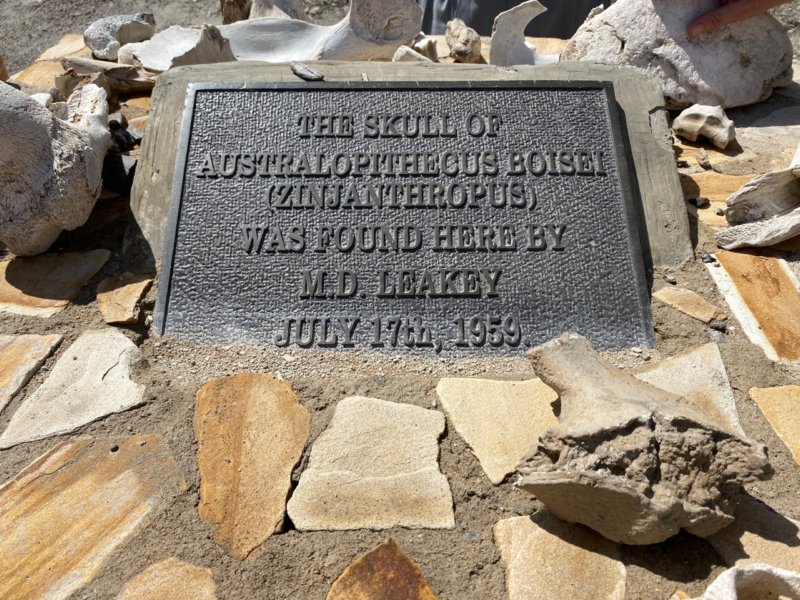 THE SKULL OF
AUSTRALOPITHECUS BOISEI
(ZINJANTHROPUS)
WAS FOUND HERE BY
M.D. LEAKEY
JULY 17th, 1959.